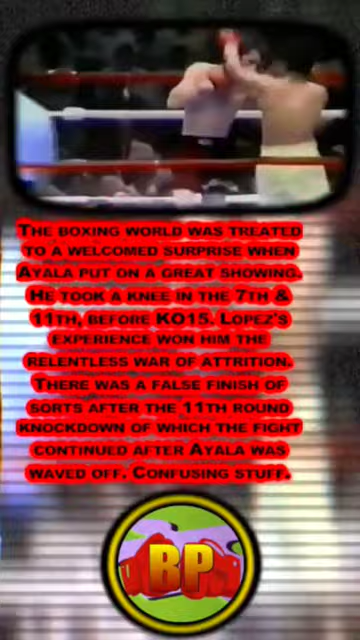 The boxing world was treated
to a welcomed surprise when
Ayala put on a great showing.
He took a knee in the 7th &
11th, before KO15. Lopez's
experience won him the
relentless war of attrition.
There was a false finish of
sorts after the 11th round
knockdown of which the fight
continued after Ayala was
waved off. Confusing stuff.
BP